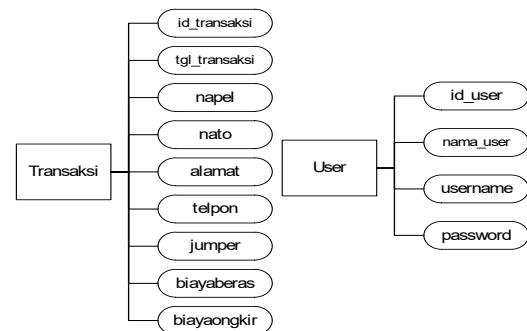 Transaksi
id_transaksi
tgl_transaksi
napel
nato
alamat
telpon
jumper
biayaberas
biayaongkir
User
id_user
nama_user
username
password